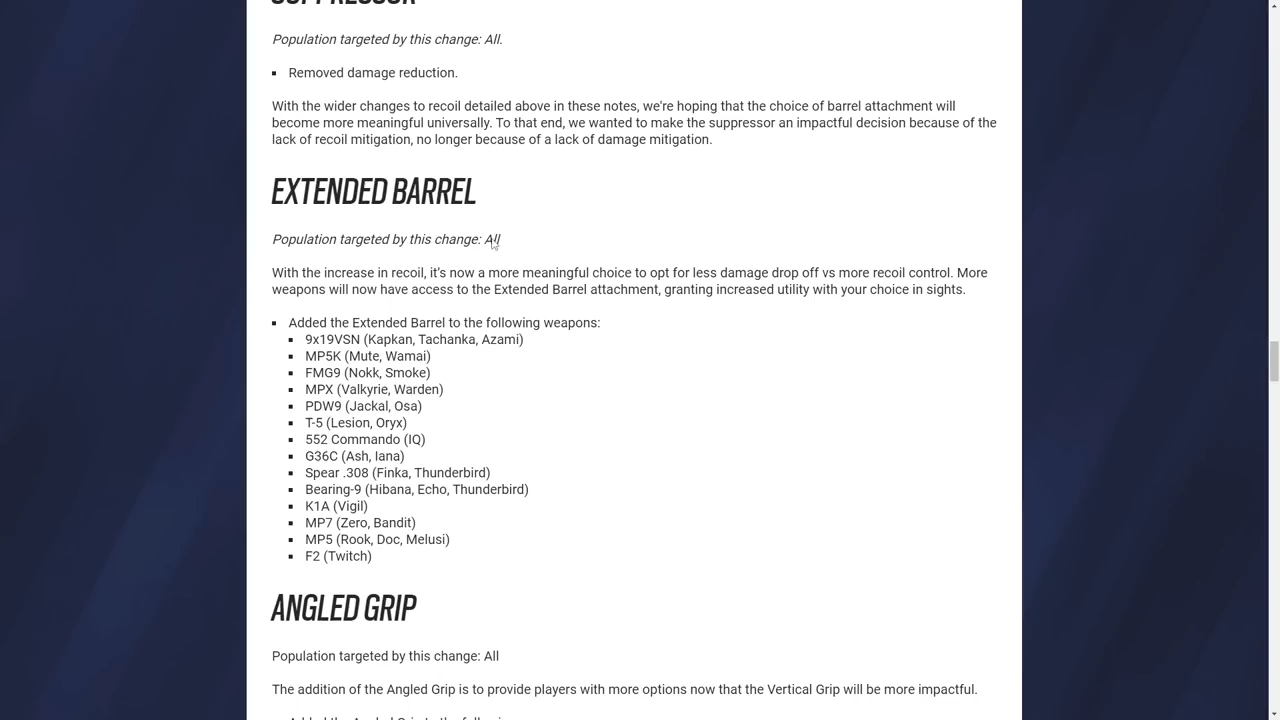 SUPPRESSOR
Population targeted by this change: All.
▪ Removed damage reduction.
With the wider changes to recoil detailed above in these notes, we're hoping that the choice of barrel attachment will
become more meaningful universally. To that end, we wanted to make the suppressor an impactful decision because of the
lack of recoil mitigation, no longer because of a lack of damage mitigation.
EXTENDED BARREL
Population targeted by this change: All
With the increase in recoil, it's now a more meaningful choice to opt for less damage drop off vs more recoil control. More
weapons will now have access to the Extended Barrel attachment, granting increased utility with your choice in sights.
▪ Added the Extended Barrel to the following weapons:
▪ 9x19VSN (Kapkan, Tachanka, Azami)
▪ MP5K (Mute, Wamai)
▪ FMG9 (Nokk, Smoke)
▪ MPX (Valkyrie, Warden)
▪ PDW9 (Jackal, Osa)
▪ T-5 (Lesion, Oryx)
▪ 552 Commando (IQ)
▪ G36C (Ash, Iana)
▪ Spear .308 (Finka, Thunderbird)
▪ Bearing-9 (Hibana, Echo, Thunderbird)
▪ K1A (Vigil)
▪ MP7 (Zero, Bandit)
▪ MP5 (Rook, Doc, Melusi)
▪ F2 (Twitch)
ANGLED GRIP
Population targeted by this change: All
The addition of the Angled Grip is to provide players with more options now that the Vertical Grip will be more impactful.
Added the Angled Grip to the